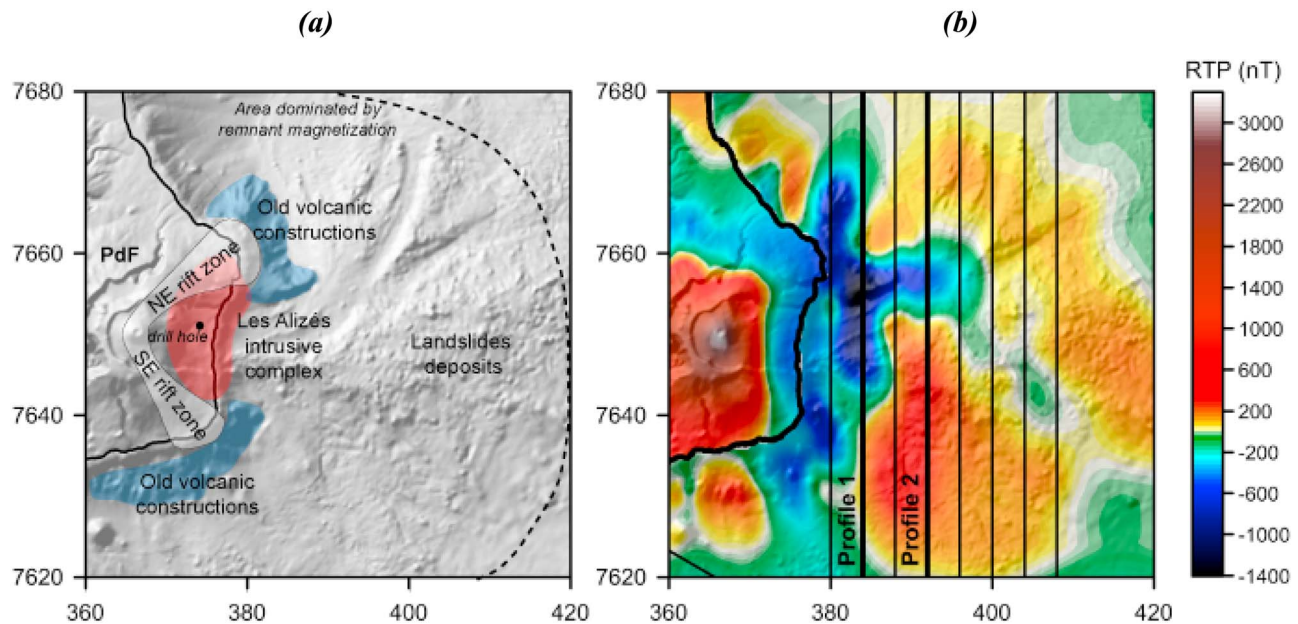 (a)
(b)
7680
7660
7640
7620
360
380
400
420
Area dominated by
remnant magnetization
Old volcanic
constructions
PdF
NE rift zone
drill hole
SE rift zone
Les Alizés
intrusive
complex
Landslides
deposits
Old volcanic
constructions
7680
7660
7640
7620
360
380
400
420
Profile 1
Profile 2
RTP (nT)
3000
2600
2200
1800
1400
1000
600
200
-200
-600
-1000
-1400